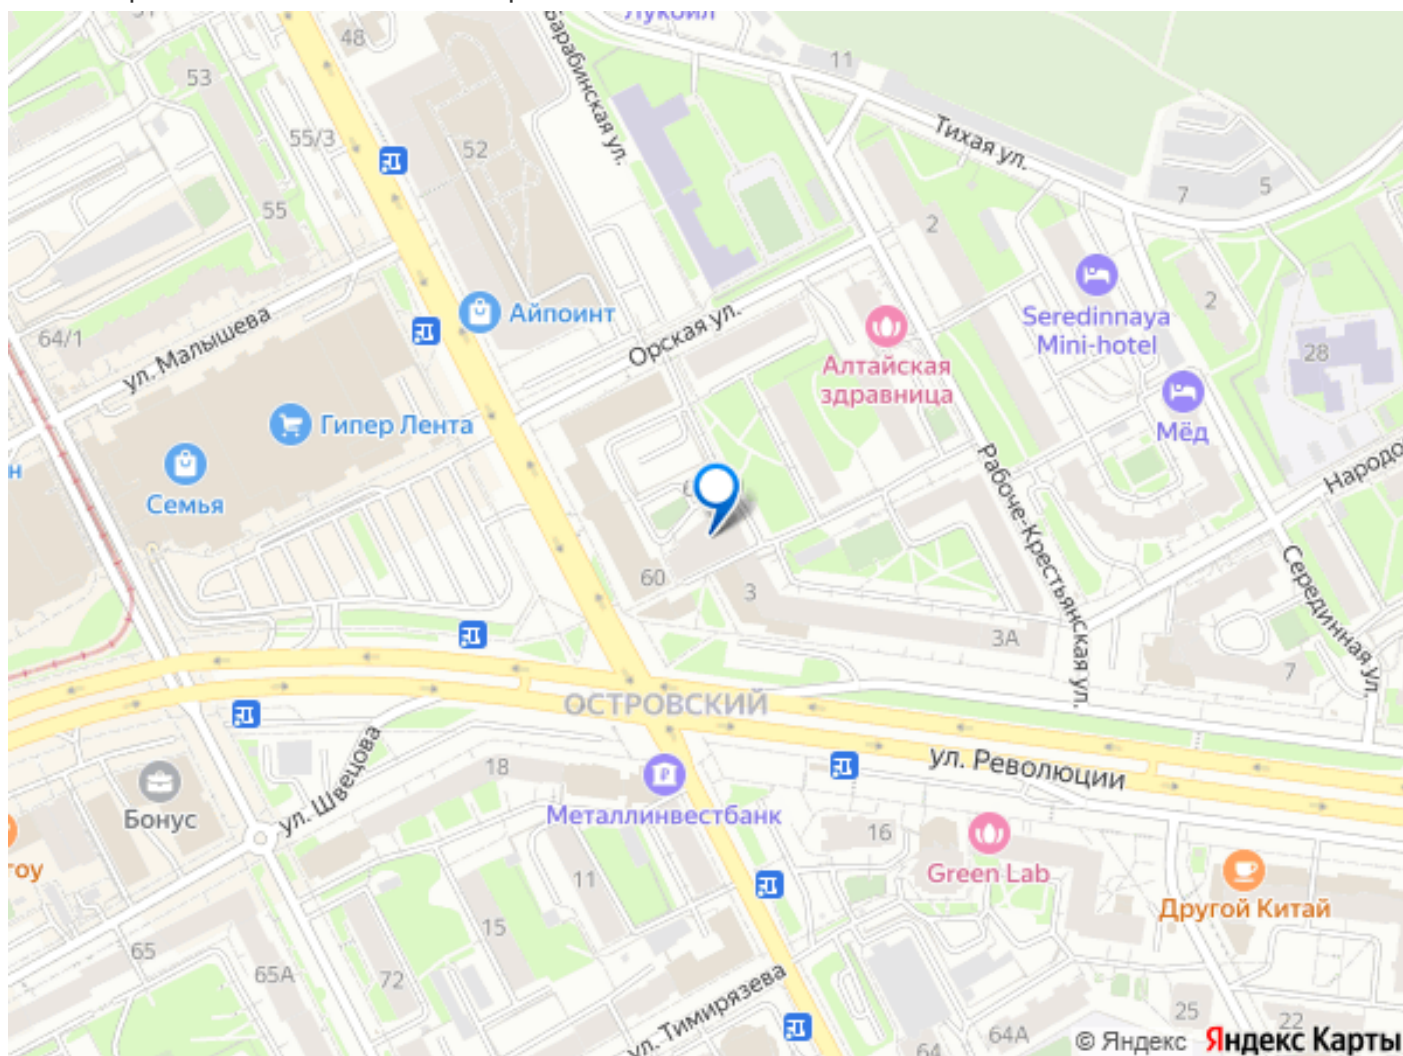 Лукойл
48
11
53
Барабинская ул.
55/3
52
Тихая ул.
7
5
55
2
2
Seredinnaya
Mini-hotel
64/1
ул. Малышева
Айпоинт
Орская ул.
28
Алтайская
здравница
Гипер Лента
Мёд
Семья
н
Рабоче-Крестьянская ул.
Народо
60
3
3А
Серединная ул.
7
ОСТРОВСКИЙ
ул. Революции
ул. Швецова
18
Бонус
Металлинвестбанк
16
Green Lab
гоу
11
Другой Китай
15
65
65А
72
ул. Тимирязева
25
22
64
64А
© Яндекс Яндекс Карты